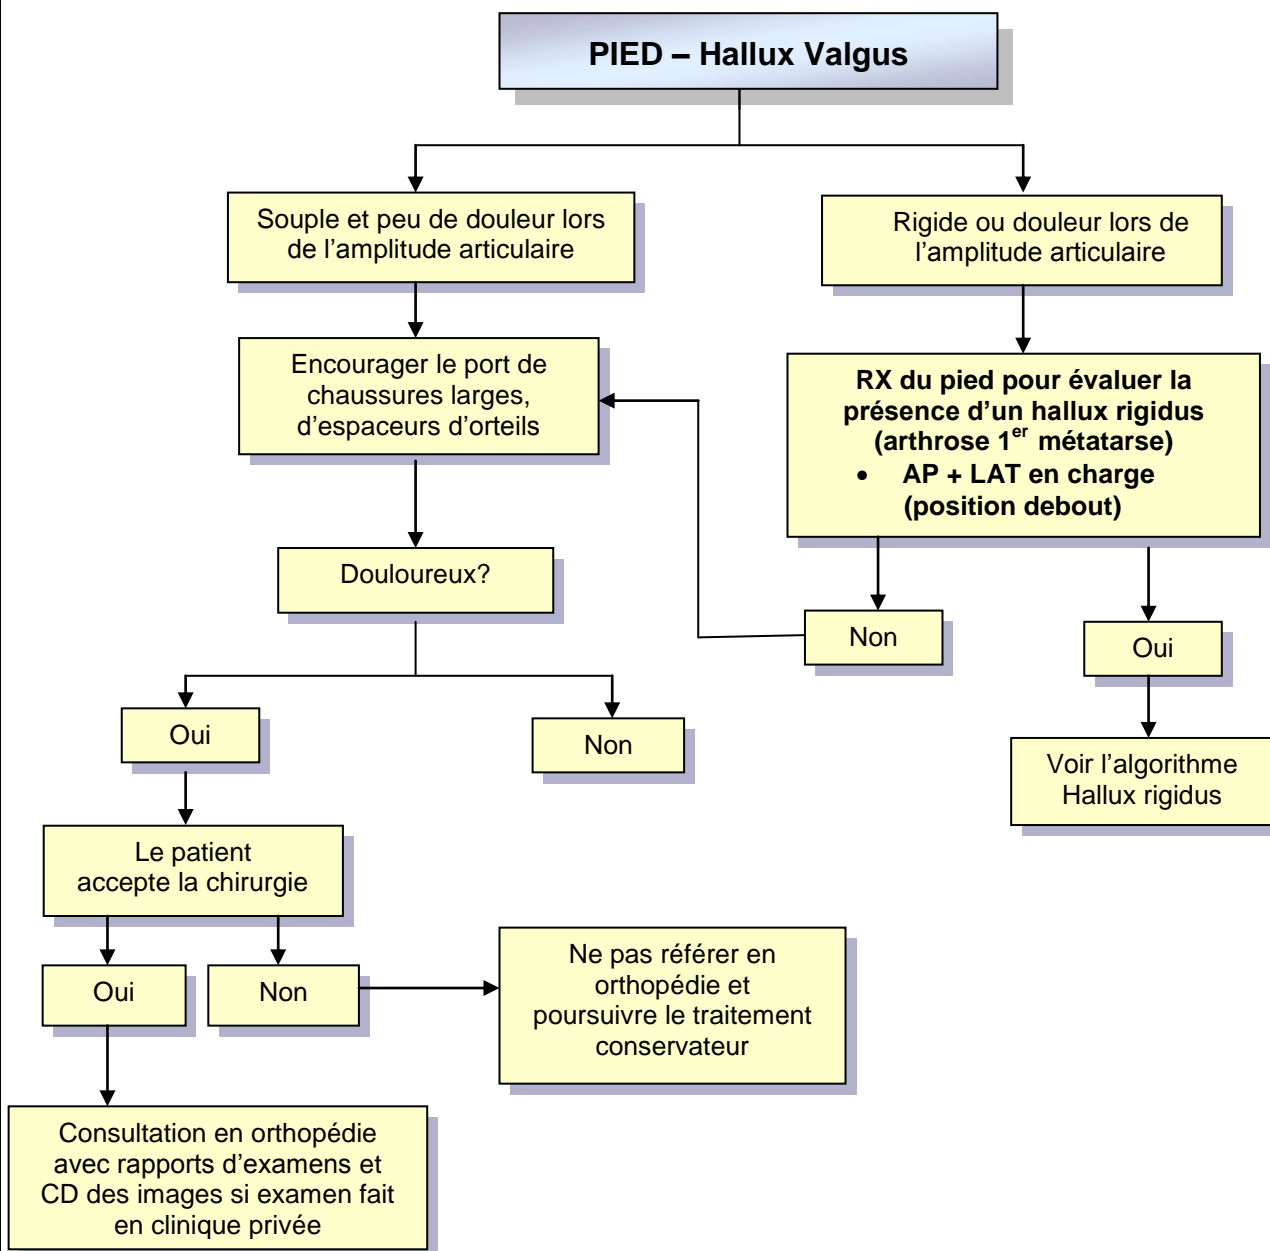 PIED – Hallux Valgus
Souple et peu de douleur lors
de l’amplitude articulaire
Rigide ou douleur lors de
l’amplitude articulaire
Encourager le port de
chaussures larges,
d’espaceurs d’orteils
RX du pied pour évaluer la
présence d’un hallux rigidus
(arthrose 1er métatarse)
• AP + LAT en charge
(position debout)
Douloureux?
Non
Oui
Oui
Non
Voir l’algorithme
Hallux rigidus
Le patient
accepte la chirurgie
Oui
Non
Ne pas référer en
orthopédie et
poursuivre le traitement
conservateur
Consultation en orthopédie
avec rapports d’examens et
CD des images si examen fait
en clinique privée